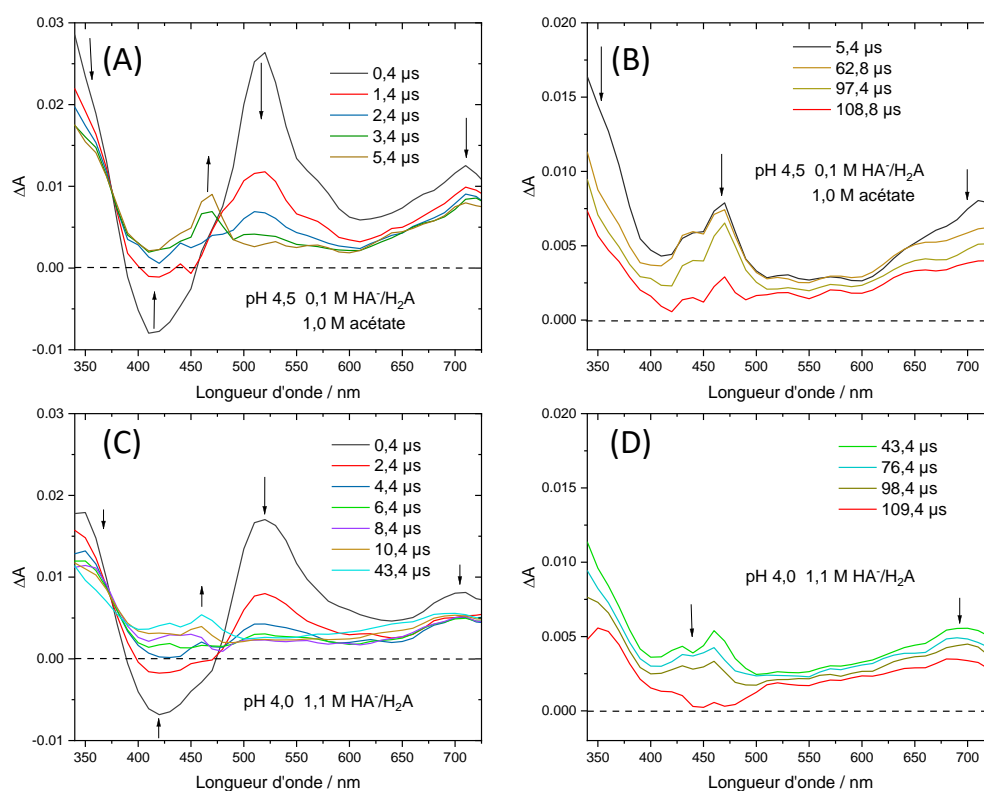 (A)
0,4 µs
1,4 µs
2,4 µs
3,4 µs
5,4 µs
pH 4,5 0,1 M HA⁻/H₂A
1,0 M acétate
ΔA
0.03
0.02
0.01
0.00
-0.01
350 400 450 500 550 600 650 700
Longueur d'onde / nm
(B)
5,4 µs
62,8 µs
97,4 µs
108,8 µs
pH 4,5 0,1 M HA⁻/H₂A
1,0 M acétate
ΔA
0.020
0.015
0.010
0.005
0.000
350 400 450 500 550 600 650 700
Longueur d'onde / nm
(C)
0,4 µs
2,4 µs
4,4 µs
6,4 µs
8,4 µs
10,4 µs
43,4 µs
pH 4,0 1,1 M HA⁻/H₂A
ΔA
0.03
0.02
0.01
0.00
-0.01
350 400 450 500 550 600 650 700
Longueur d'onde / nm
(D)
43,4 µs
76,4 µs
98,4 µs
109,4 µs
pH 4,0 1,1 M HA⁻/H₂A
ΔA
0.020
0.015
0.010
0.005
0.000
350 400 450 500 550 600 650 700
Longueur d'onde / nm